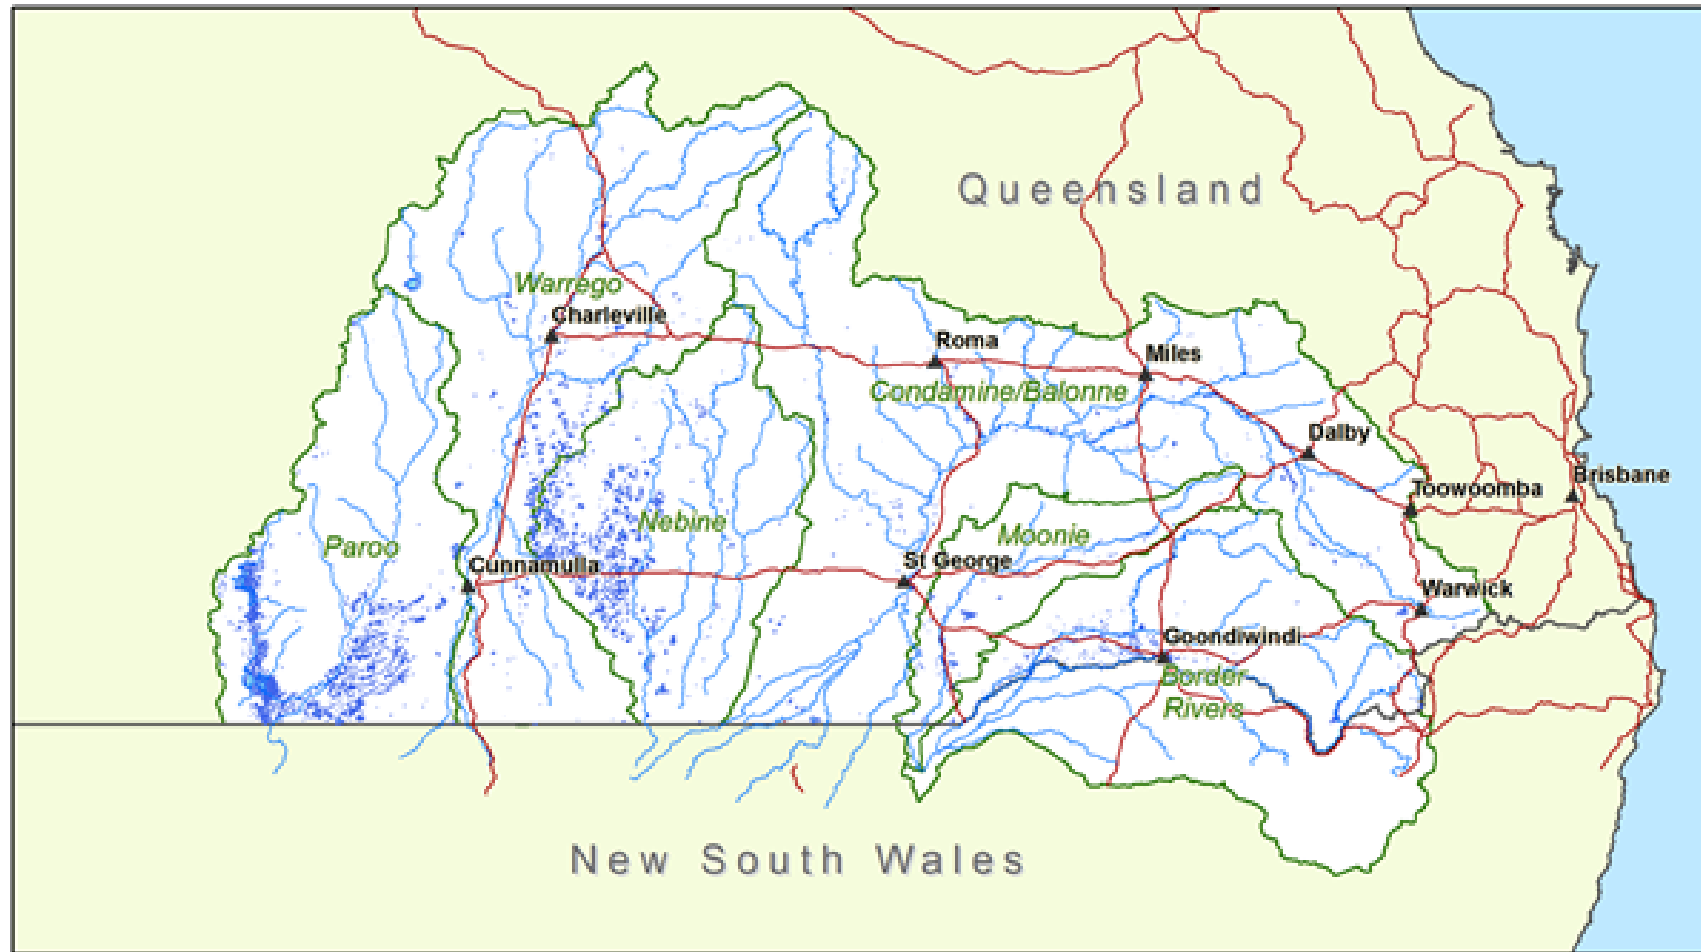 Queensland
Warrego
Charleville
Roma
Miles
Condamine/Balonne
Dalby
Brisbane
Toowoomba
Nebine
Moonie
Paroo
Cunnamulla
St George
Warwick
Goondiwindi
Border
Rivers
New South Wales